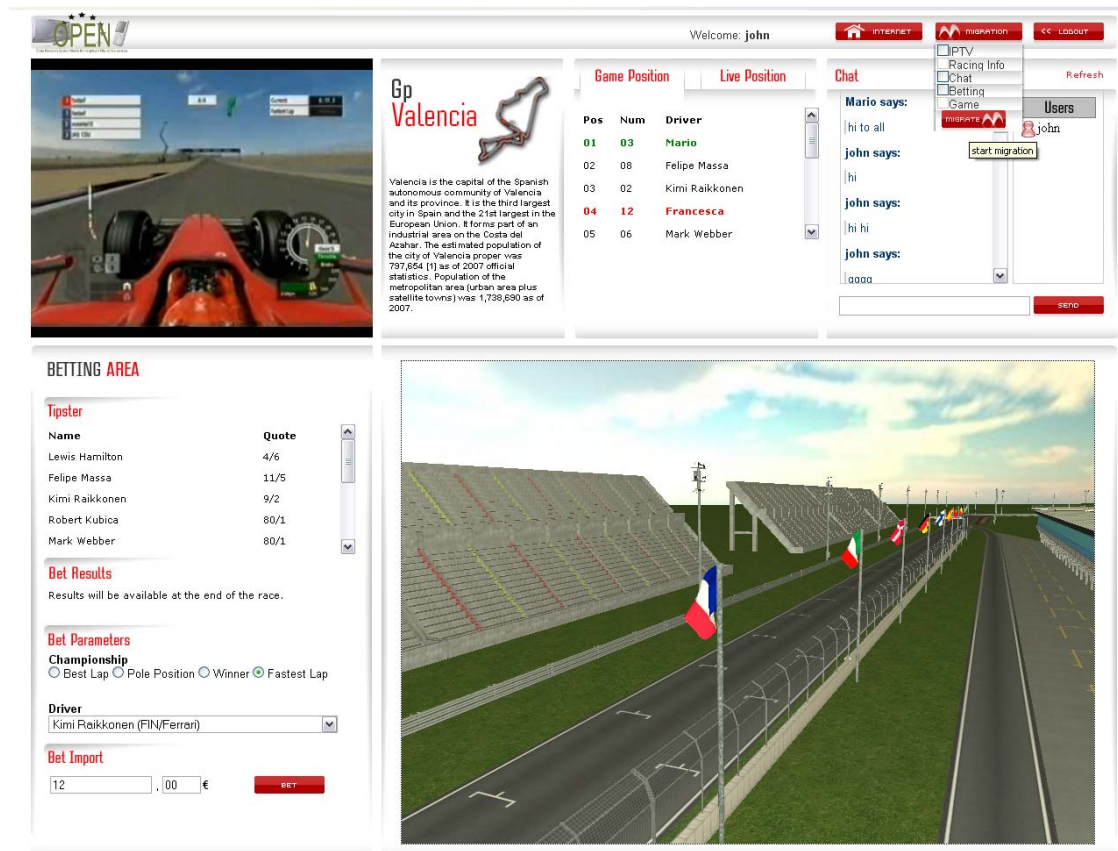 OPEN
Welcome: john
INTERNET
MIGRATION
<< LOGOUT
IPTV
Racing Info
Chat
Betting
Game
MIGRATE
start migration
Current
Fastest Lap
Gp
Valencia
Valencia is the capital of the Spanish
autonomous community of Valencia
and its province. It is the third largest
city in Spain and the 21st largest in the
European Union. It forms part of an
industrial area on the Costa del
Azahar. The estimated population of
the city of Valencia proper was
797,654 [1] as of 2007 official
statistics. Population of the
metropolitan area (urban area plus
satellite towns) was 1,738,690 as of
2007.
Game Position Live Position
Pos Num Driver
01 03 Mario
02 08 Felipe Massa
03 02 Kimi Raikkonen
04 12 Francesca
05 06 Mark Webber
Chat Refresh
Mario says:
hi to all
john says:
hi
john says:
hi hi
john says:
gggg
Users
john
SEND
BETTING AREA
Tipster
Name Quote
Lewis Hamilton 4/6
Felipe Massa 11/5
Kimi Raikkonen 9/2
Robert Kubica 80/1
Mark Webber 80/1
Bet Results
Results will be available at the end of the race.
Bet Parameters
Championship
Best Lap Pole Position Winner Fastest Lap
Driver
Kimi Raikkonen (FIN/Ferrari)
Bet Import
12 , 00 €
BET